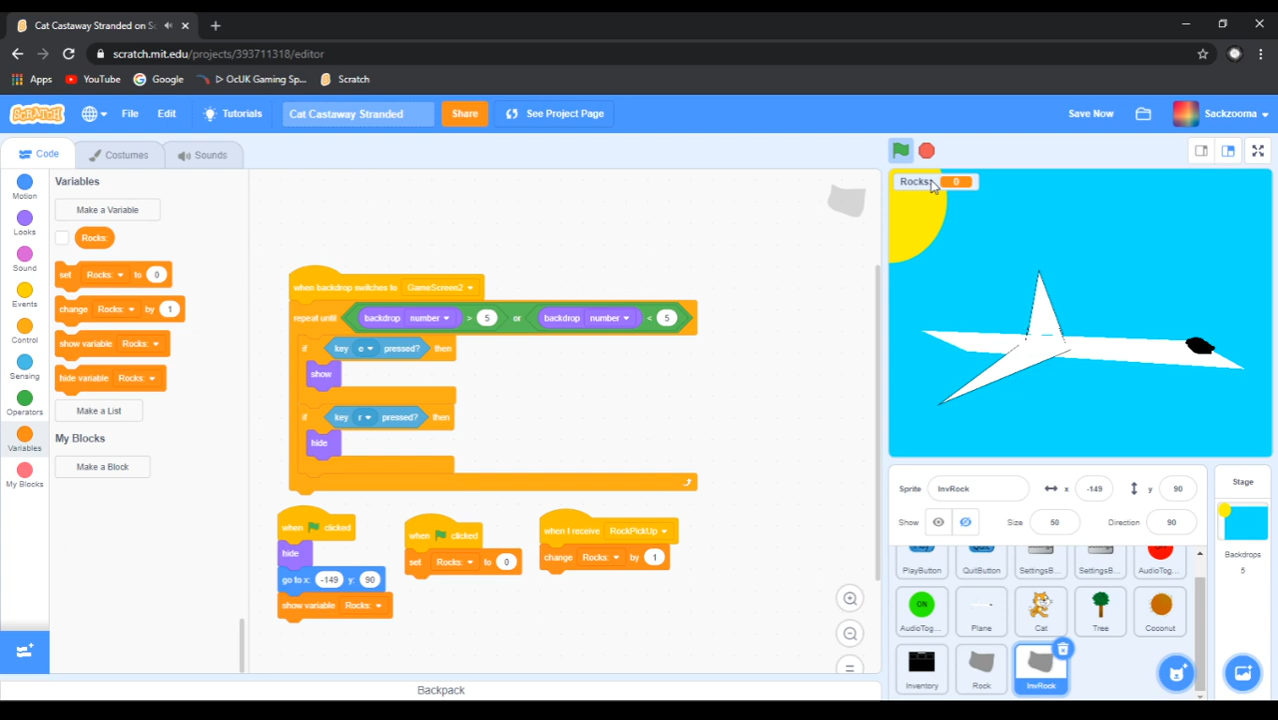 Cat Castaway Stranded on Sc
scratch.mit.edu/projects/393711318/editor
Apps YouTube Google ▷ OcUK Gaming Sp... Scratch
SCRATCH File Edit Tutorials Cat Castaway Stranded Share See Project Page Save Now Sackzooma
Code Costumes Sounds
Motion
Looks
Sound
Events
Control
Sensing
Operators
Variables
My Blocks
Variables
Make a Variable
Rocks:
set Rocks: to 0
change Rocks: by 1
show variable Rocks:
hide variable Rocks:
Make a List
My Blocks
Make a Block
when backdrop switches to GameScreen2
repeat until backdrop number > 5 or backdrop number < 5
if key e pressed? then
show
if key r pressed? then
hide
when clicked
hide
go to x: -149 y: 90
show variable Rocks:
when clicked
set Rocks: to 0
when I receive RockPickUp
change Rocks: by 1
Backpack
Rocks: 0
Sprite InvRock x -149 y 90
Show Size 50 Direction 90
Stage
Backdrops
5
PlayButton QuitButton SettingsB... SettingsB... AudioTog...
ON
AudioTog... Plane Cat Tree Coconut
Inventory Rock InvRock